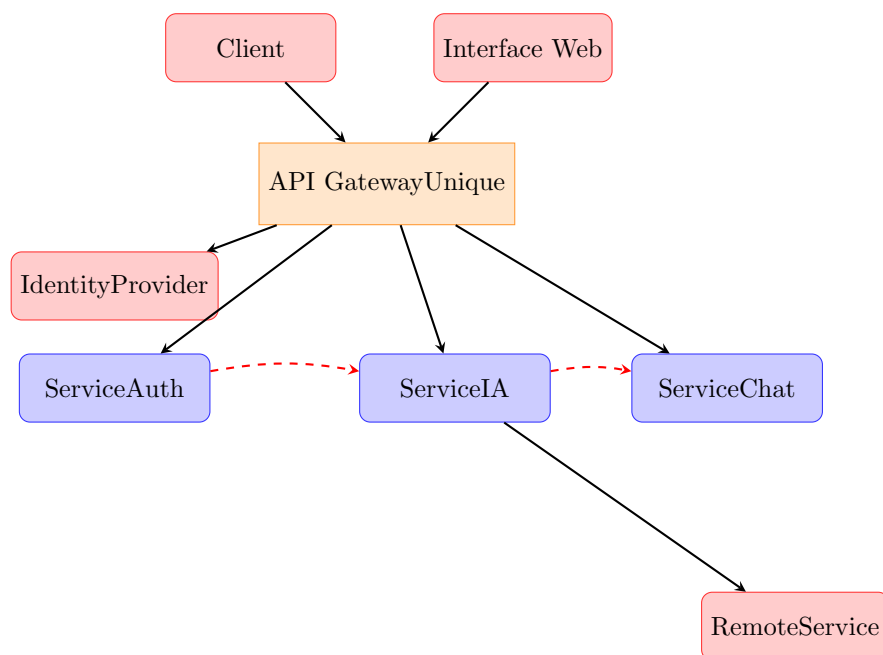 Client
Interface Web
API GatewayUnique
IdentityProvider
ServiceAuth
ServiceIA
ServiceChat
RemoteService